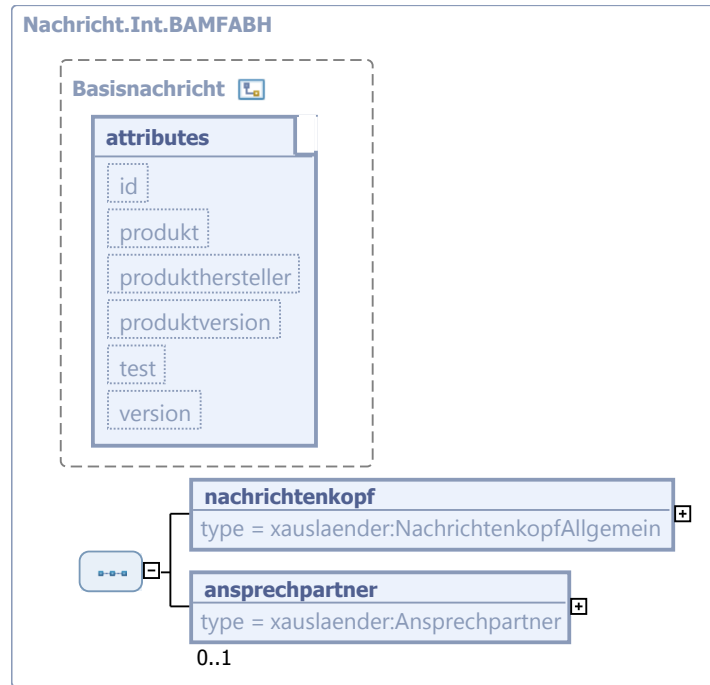 Nachricht.Int.BAMFABH
Basisnachricht
attributes
id
produkt
produkthersteller
produktversion
test
version
nachrichtenkopf
type = xauslaender:NachrichtenkopfAllgemein
ansprechpartner
type = xauslaender:Ansprechpartner
0..1